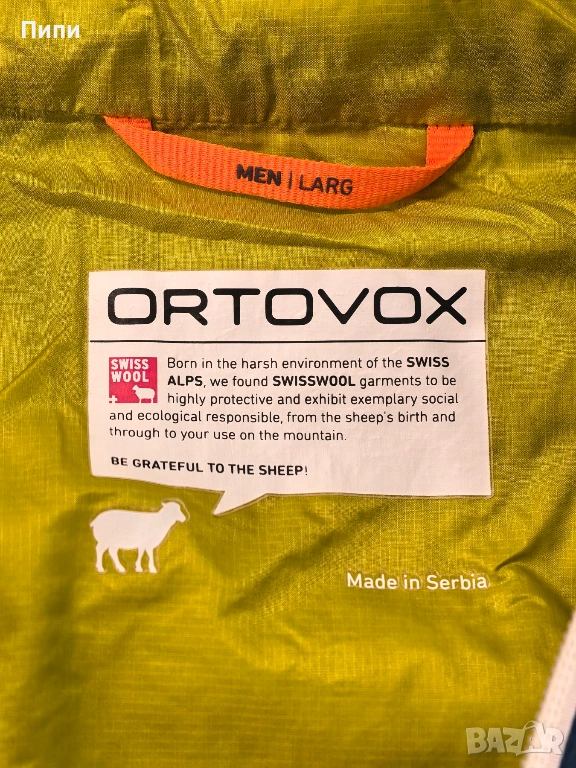 Пипи
MEN | LARG
ORTOVOX
SWISS
WOOL
Born in the harsh environment of the SWISS
ALPS, we found SWISSWOOL garments to be
highly protective and exhibit exemplary social
and ecological responsible, from the sheep's birth and
through to your use on the mountain.
BE GRATEFUL TO THE SHEEP!
Made in Serbia
BAZAR